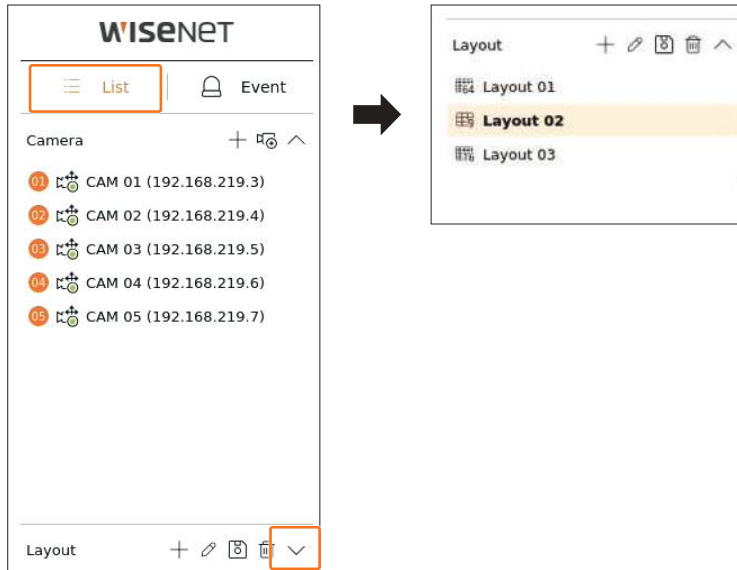 WISENET
List
Event
Camera
01 CAM 01 (192.168.219.3)
02 CAM 02 (192.168.219.4)
03 CAM 03 (192.168.219.5)
04 CAM 04 (192.168.219.6)
05 CAM 05 (192.168.219.7)
Layout
Layout
64 Layout 01
Layout 02
Layout 03